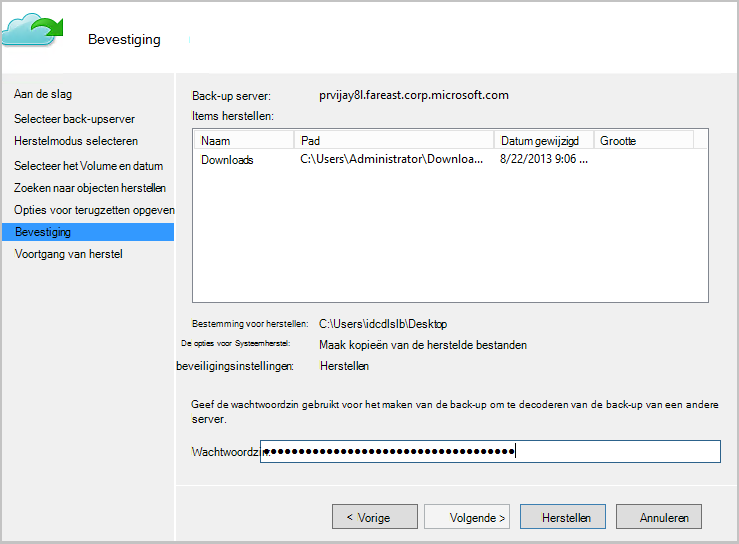 Bevestiging
Aan de slag
Selecteer back-upserver
Herstelmodus selecteren
Selecteer het Volume en datum
Zoeken naar objecten herstellen
Opties voor terugzetten opgeven
Bevestiging
Voortgang van herstel
Back-up server: prvijay8l.fareast.corp.microsoft.com
Items herstellen:
Naam Pad Datum gewijzigd Grootte
Downloads C:\Users\Administrator\Downloa... 8/22/2013 9:06 ...
Bestemming voor herstellen: C:\Users\idcdlslb\Desktop
De opties voor Systeemherstel: Maak kopieën van de herstelde bestanden
beveiligingsinstellingen: Herstellen
Geef de wachtwoordzin gebruikt voor het maken van de back-up om te decoderen van de back-up van een andere
server.
Wachtwoordzin:
< Vorige Volgende > Herstellen Annuleren